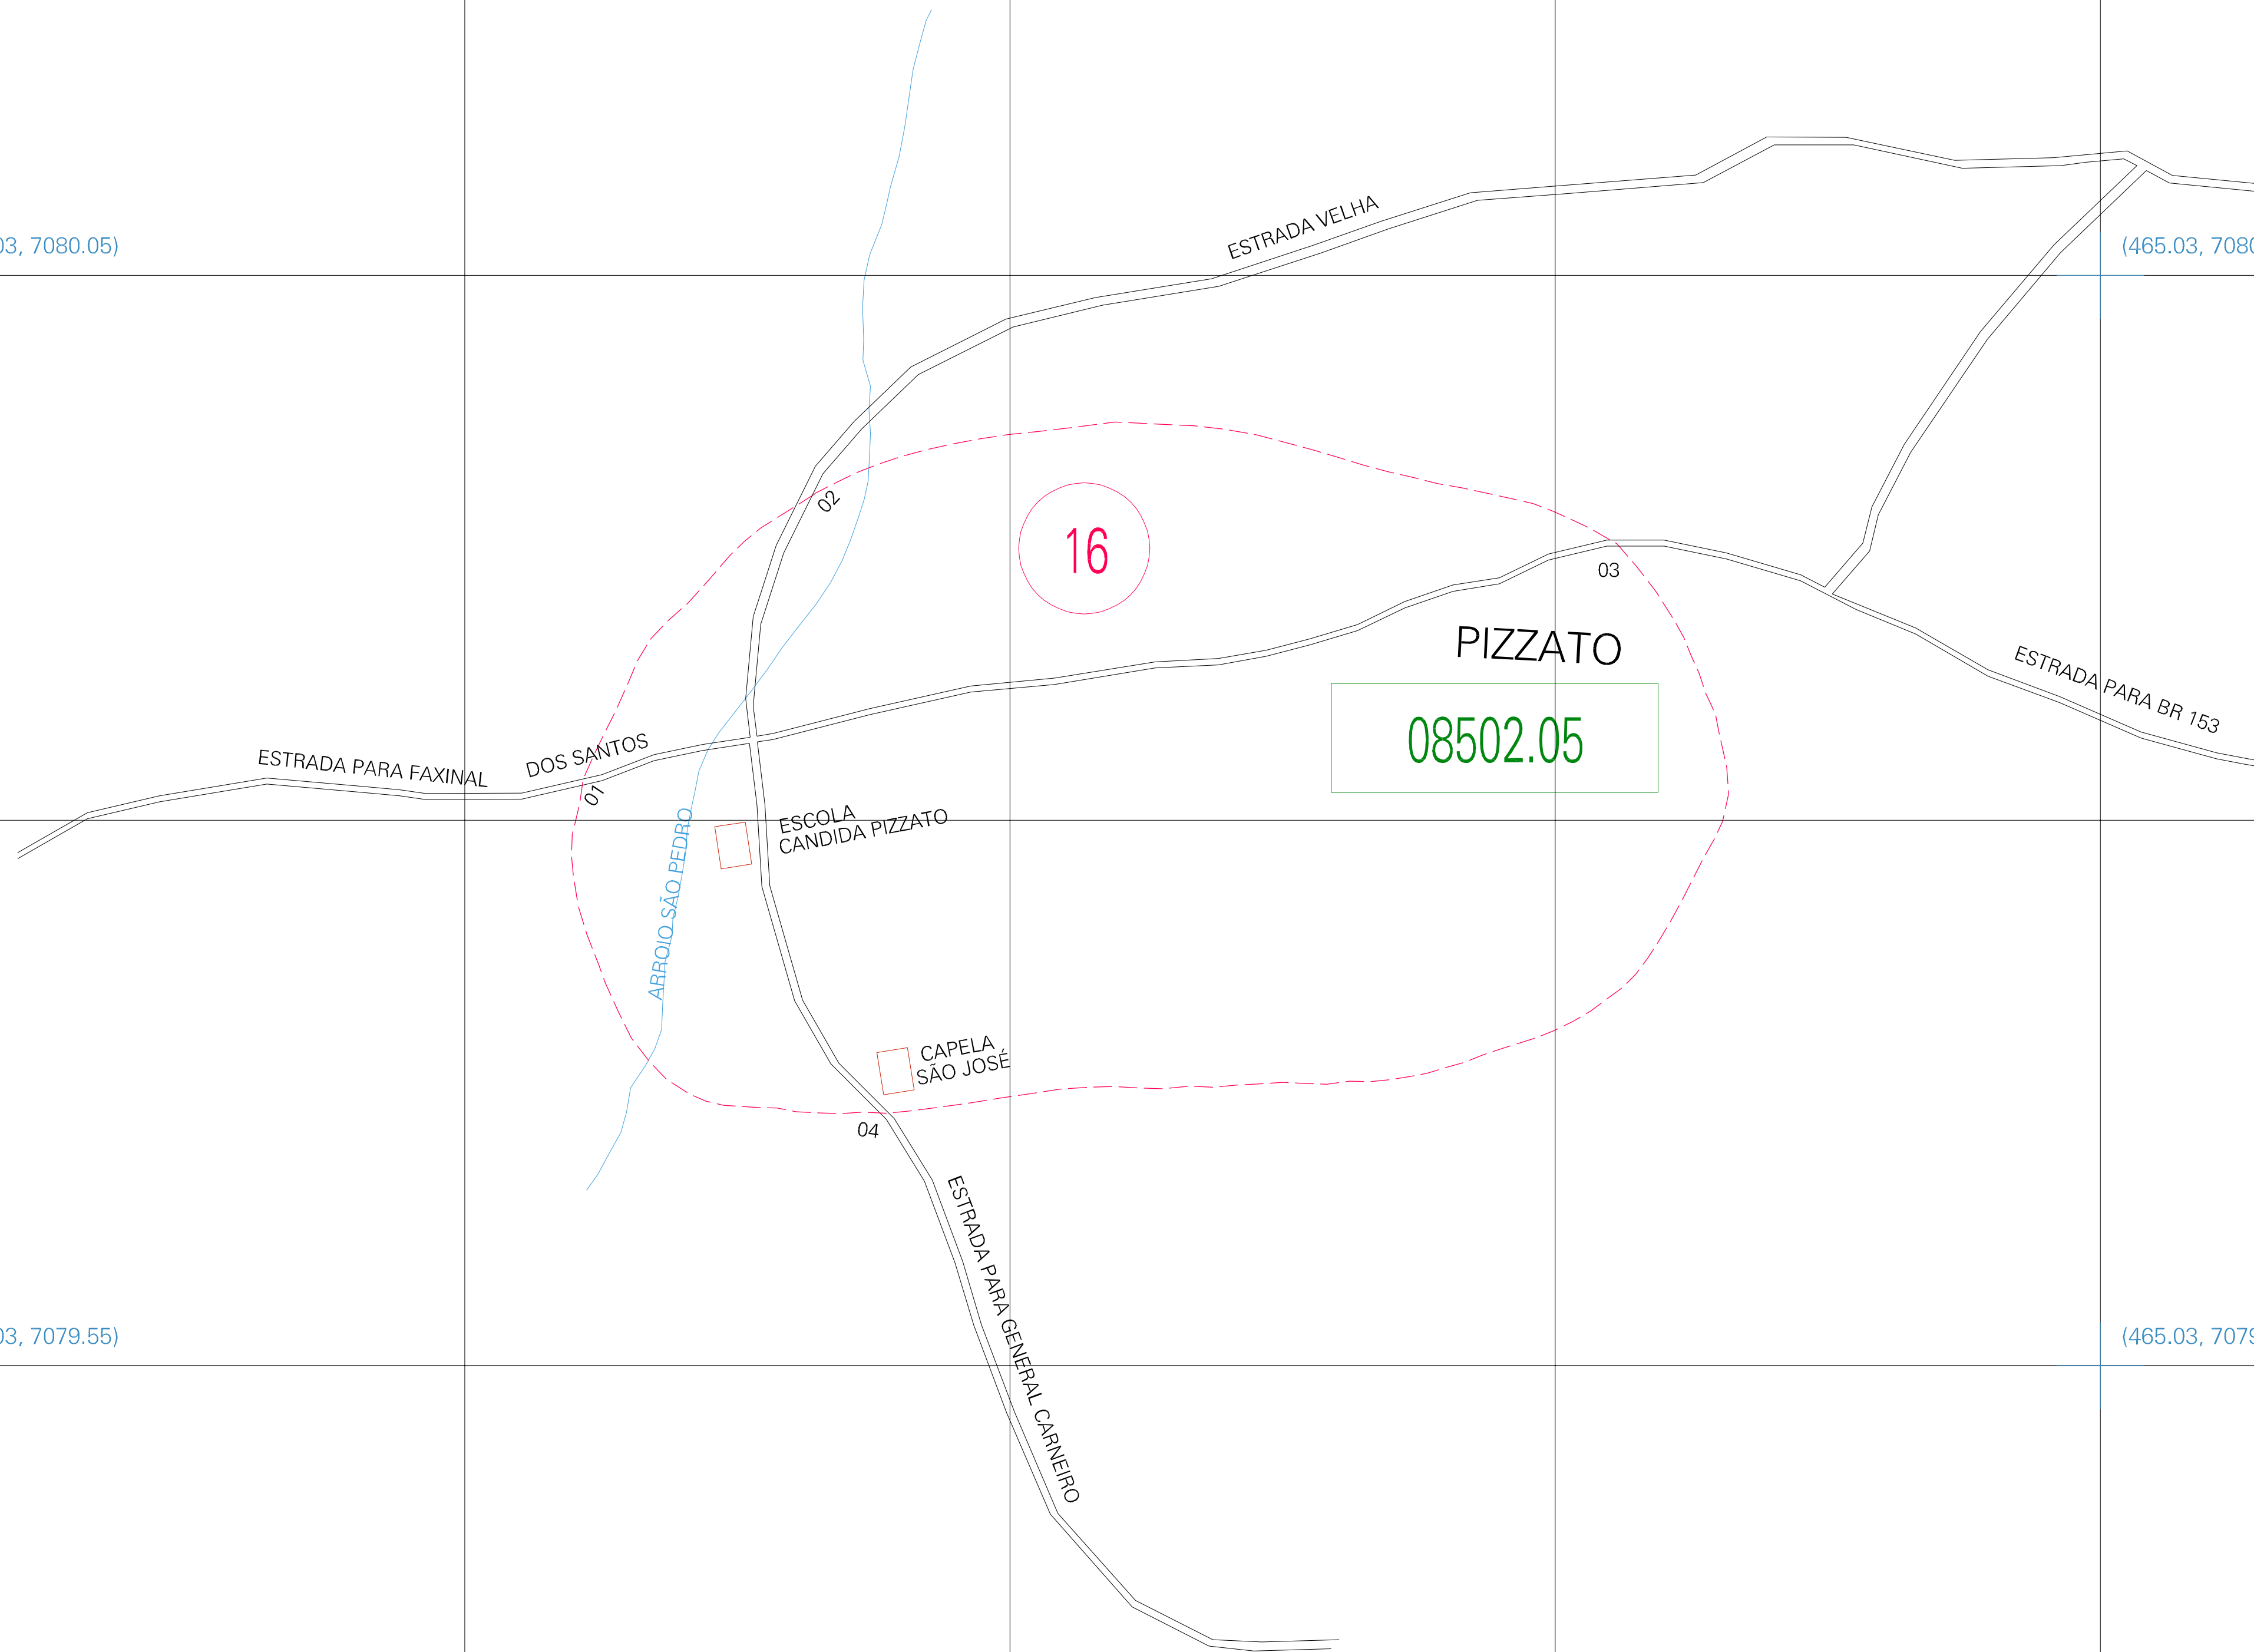 ESTRADA VELHA
03, 7080.05)
(465.03, 7080
02
16
03
PIZZATO
ESTRADA PARA BR 153
08502.05
ESTRADA PARA FAXINAL
DOS SANTOS
01
ESCOLA
CANDIDA PIZZATO
ARROIO SÃO PEDRO
CAPELA
SÃO JOSÉ
04
ESTRADA PARA GENERAL CARNEIRO
03, 7079.55)
(465.03, 7079